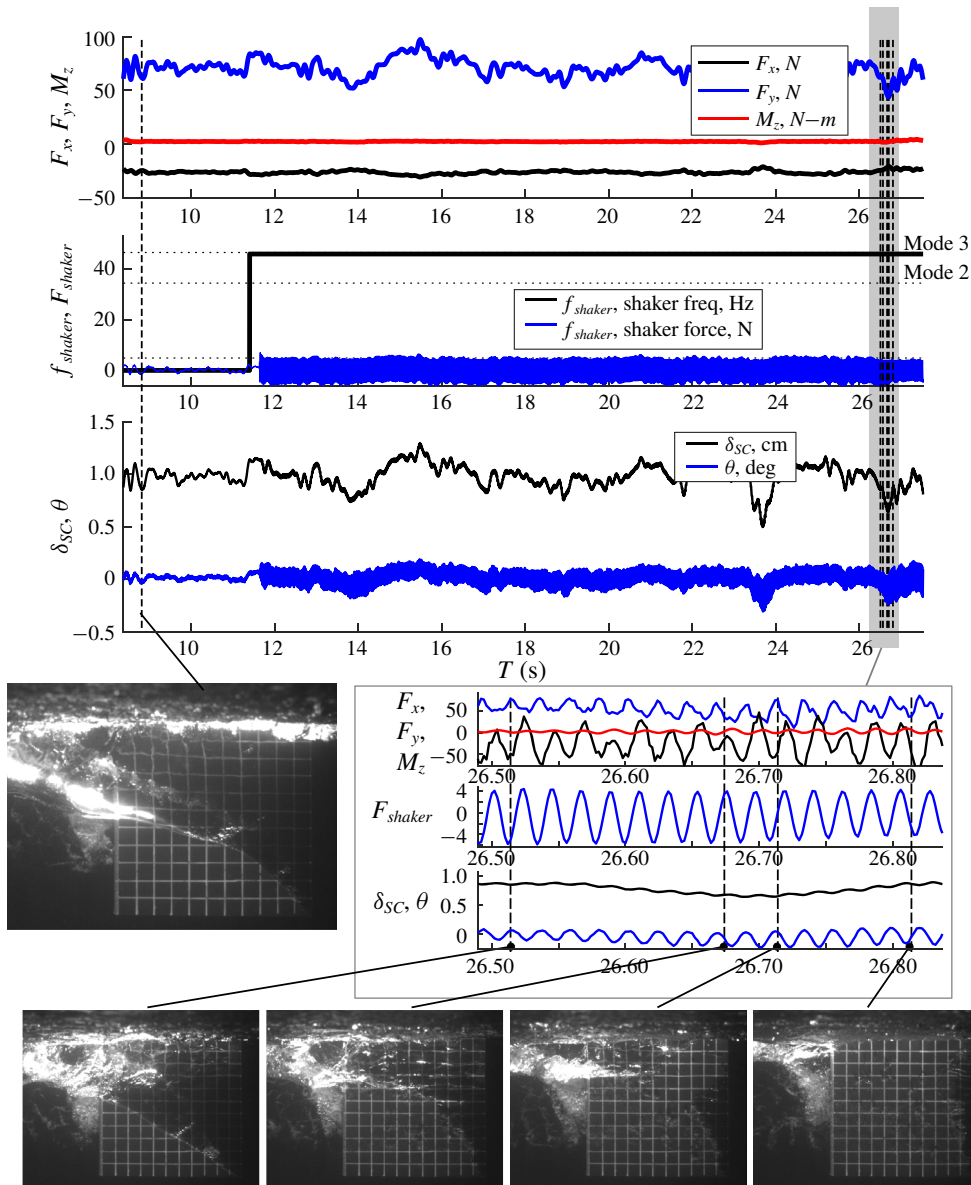 100
50
0
−50
F_x, F_y, M_z
F_x, N
F_y, N
M_z, N−m
10 12 14 16 18 20 22 24 26
40
20
0
f_shaker, F_shaker
Mode 3
Mode 2
f_shaker, shaker freq, Hz
f_shaker, shaker force, N
10 12 14 16 18 20 22 24 26
1.5
1.0
0.5
0
−0.5
δ_SC, θ
δ_SC, cm
θ, deg
10 12 14 16 18 20 22 24 26
T (s)
F_x,
F_y,
M_z
50
0
−50
26.50 26.60 26.70 26.80
F_shaker
4
0
−4
26.50 26.60 26.70 26.80
δ_SC, θ
1.0
0.5
0
26.50 26.60 26.70 26.80